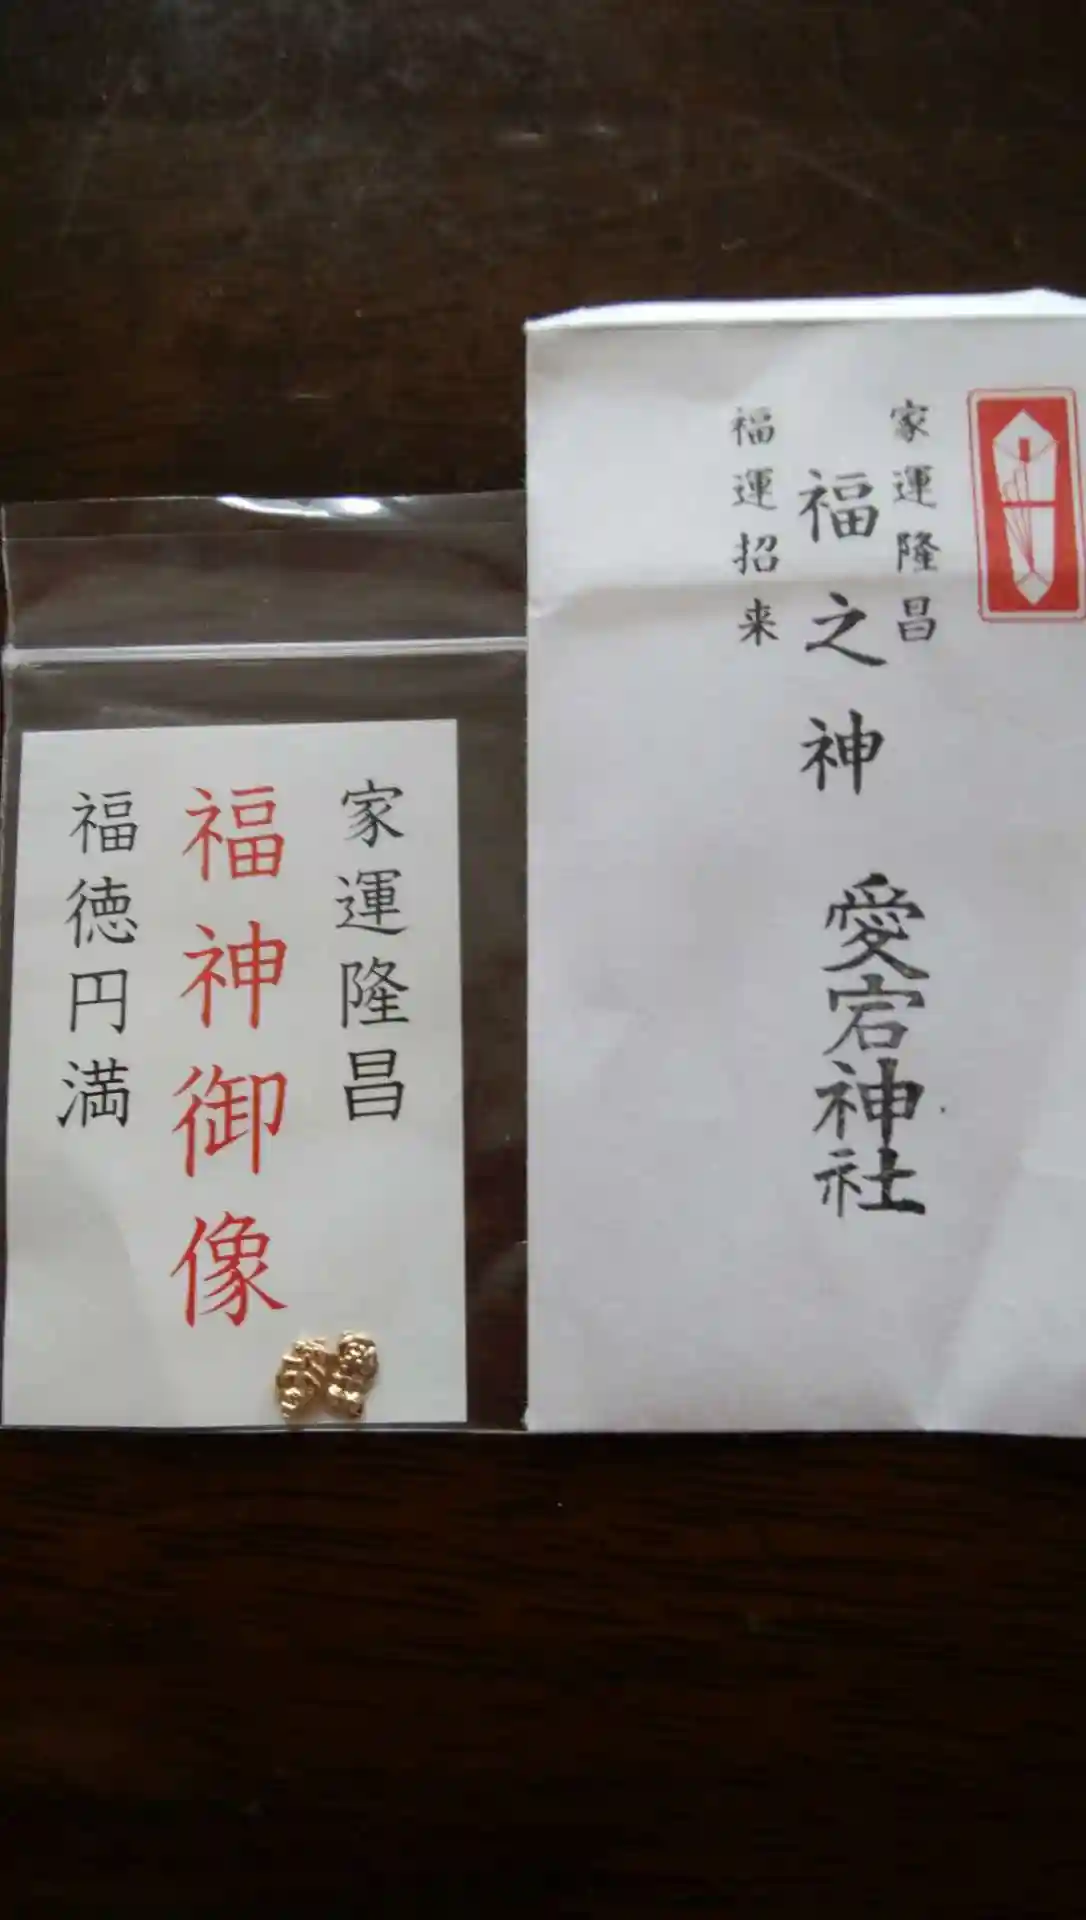 家運隆昌
福之神
福運招来
愛宕神社
家運隆昌
福神御像
福徳円満